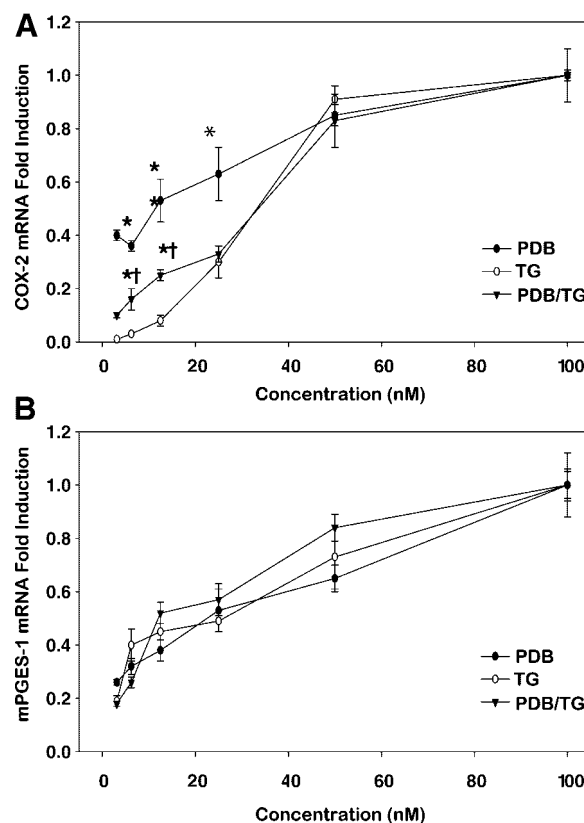 A
COX-2 mRNA Fold Induction
1.2
1.0
0.8
0.6
0.4
0.2
0.0
*
*
*
*
*†
*†
PDB
TG
PDB/TG
0 20 40 60 80 100
Concentration (nM)
B
mPGES-1 mRNA Fold Induction
1.2
1.0
0.8
0.6
0.4
0.2
0.0
PDB
TG
PDB/TG
0 20 40 60 80 100
Concentration (nM)